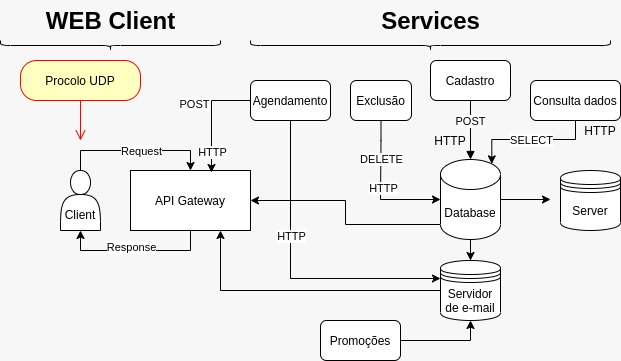 WEB Client
Services
Procolo UDP
Cadastro
POST
Agendamento
Exclusão
Consulta dados
POST
HTTP
SELECT
HTTP
Request
HTTP
DELETE
HTTP
Client
API Gateway
Database
Server
Response
HTTP
Servidor
de e-mail
Promoções